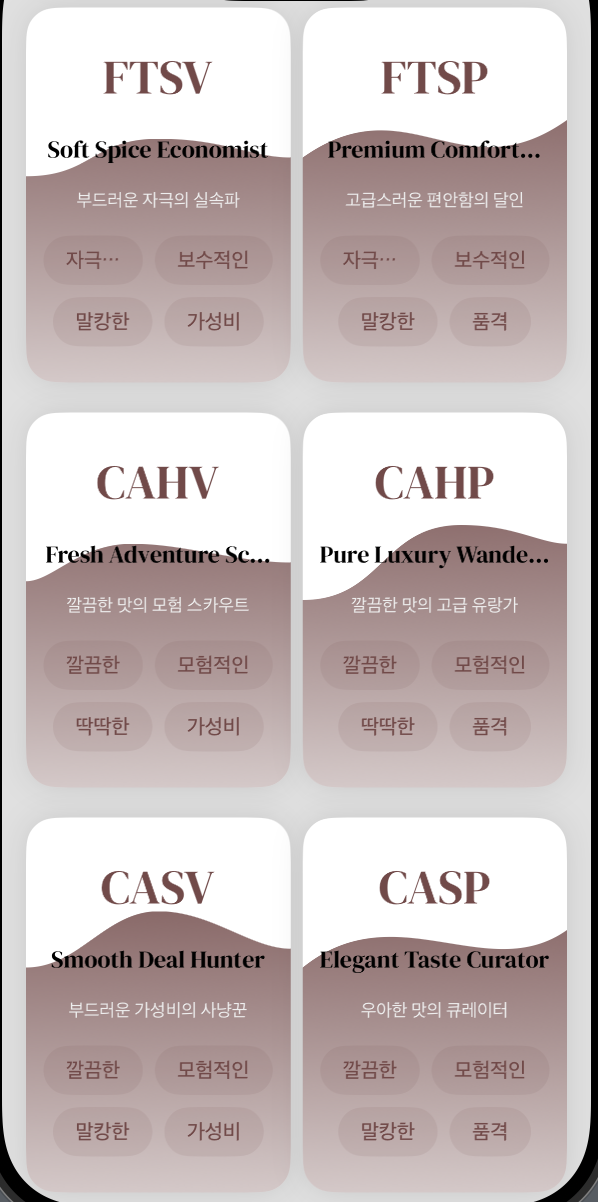 FTSV
Soft Spice Economist
부드러운 자극의 실속파
자극…
보수적인
말캉한
가성비
FTSP
Premium Comfort...
고급스러운 편안함의 달인
자극…
보수적인
말캉한
품격
CAHV
Fresh Adventure Sc...
깔끔한 맛의 모험 스카우트
깔끔한
모험적인
딱딱한
가성비
CAHP
Pure Luxury Wande...
깔끔한 맛의 고급 유랑가
깔끔한
모험적인
딱딱한
품격
CASV
Smooth Deal Hunter
부드러운 가성비의 사냥꾼
깔끔한
모험적인
말캉한
가성비
CASP
Elegant Taste Curator
우아한 맛의 큐레이터
깔끔한
모험적인
말캉한
품격